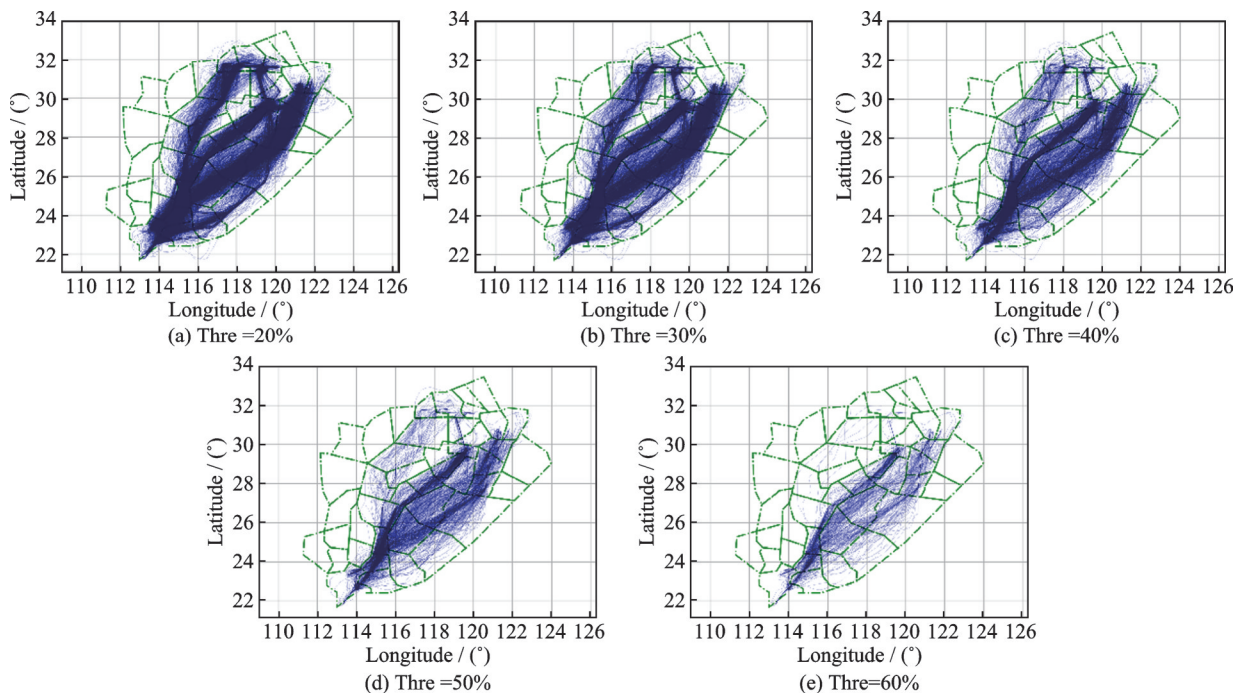 34
32
30
28
26
24
22
Latitude / (°)
110 112 114 116 118 120 122 124 126
Longitude / (°)
(a) Thre =20%
34
32
30
28
26
24
22
Latitude / (°)
110 112 114 116 118 120 122 124 126
Longitude / (°)
(b) Thre =30%
34
32
30
28
26
24
22
Latitude / (°)
110 112 114 116 118 120 122 124 126
Longitude / (°)
(c) Thre =40%
34
32
30
28
26
24
22
Latitude / (°)
110 112 114 116 118 120 122 124 126
Longitude / (°)
(d) Thre =50%
34
32
30
28
26
24
22
Latitude / (°)
110 112 114 116 118 120 122 124 126
Longitude / (°)
(e) Thre=60%